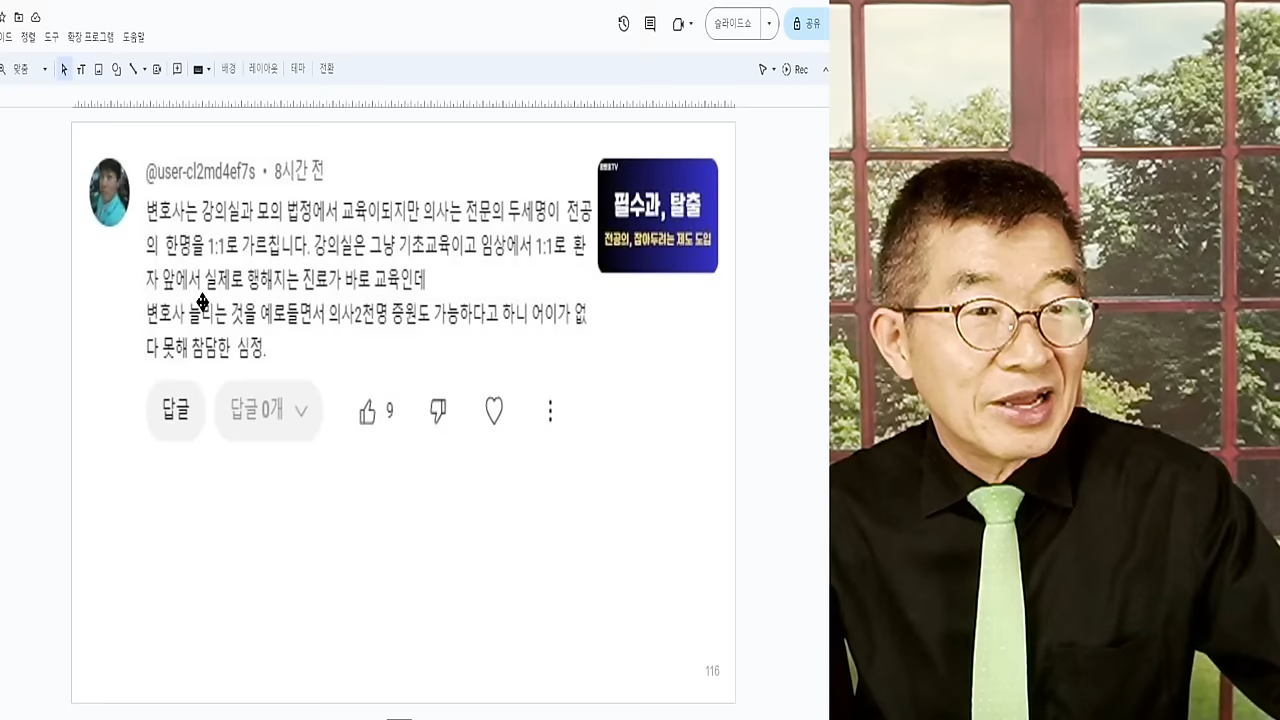 정렬 도구 확장 프로그램 도움말
슬라이드쇼
공유
맞춤
배경 레이아웃 테마 전환
Rec
@user-cl2md4ef7s • 8시간 전
변호사는 강의실과 모의 법정에서 교육이되지만 의사는 전문의 두세명이 전공
의 한명을 1:1로 가르칩니다. 강의실은 그냥 기초교육이고 임상에서 1:1로 환
자 앞에서 실제로 행해지는 진료가 바로 교육인데
변호사 늘리는 것을 예로들면서 의사2천명 증원도 가능하다고 하니 어이가 없
다 못해 참담한 심정.
필수과, 탈출
전공의, 잡아두려는 제도 도입
답글
답글 0개
9
116